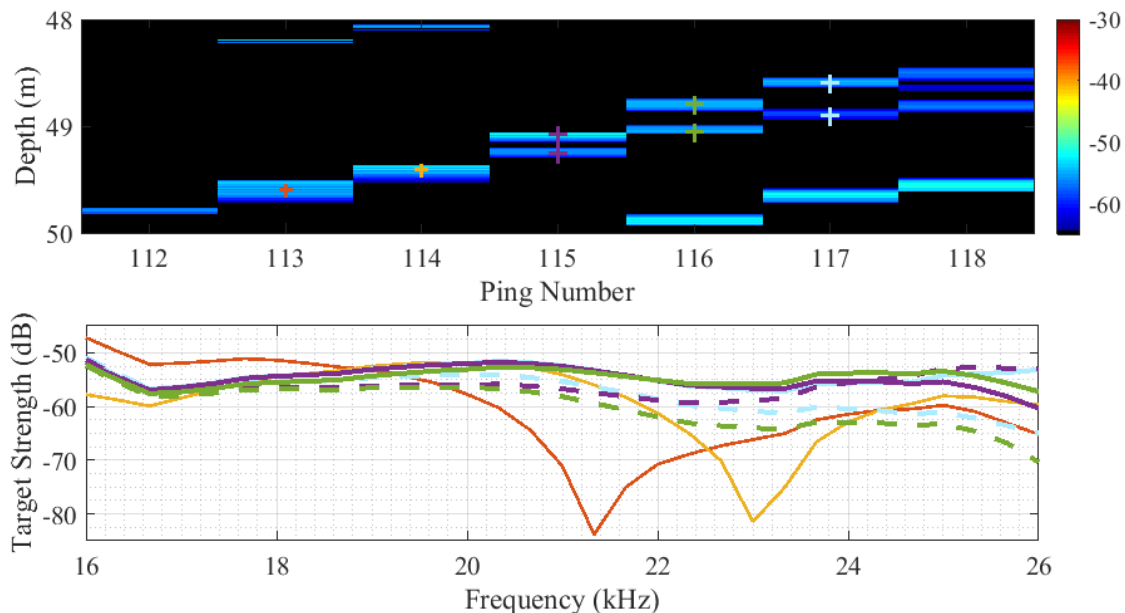 48
49
50
Depth (m)
112 113 114 115 116 117 118
Ping Number
-30
-40
-50
-60
-50
-60
-70
-80
Target Strength (dB)
16 18 20 22 24 26
Frequency (kHz)